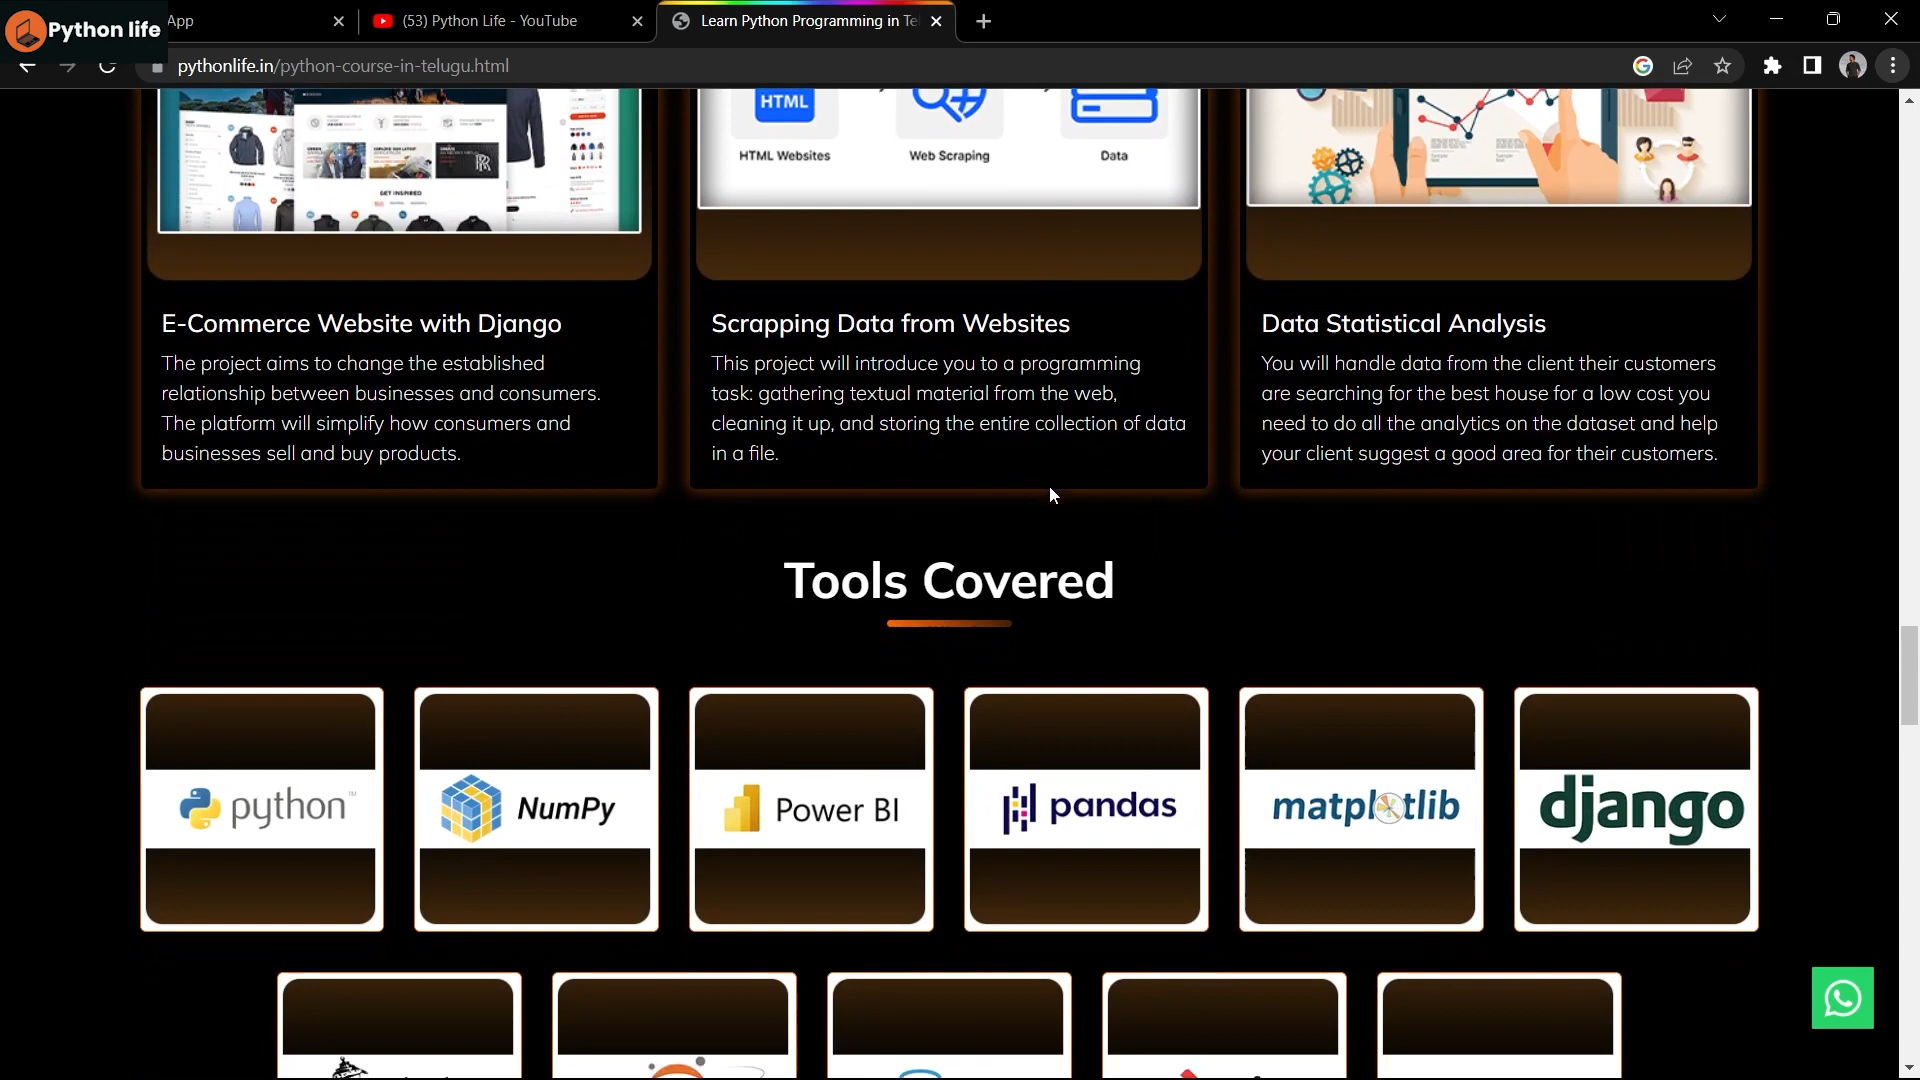 Python life
App
(53) Python Life - YouTube
Learn Python Programming in Te
pythonlife.in/python-course-in-telugu.html
GET INSPIRED
HTML
HTML Websites
Web Scraping
Data
E-Commerce Website with Django
The project aims to change the established
relationship between businesses and consumers.
The platform will simplify how consumers and
businesses sell and buy products.
Scrapping Data from Websites
This project will introduce you to a programming
task: gathering textual material from the web,
cleaning it up, and storing the entire collection of data
in a file.
Data Statistical Analysis
You will handle data from the client their customers
are searching for the best house for a low cost you
need to do all the analytics on the dataset and help
your client suggest a good area for their customers.
Tools Covered
python™
NumPy
Power BI
pandas
matplotlib
django